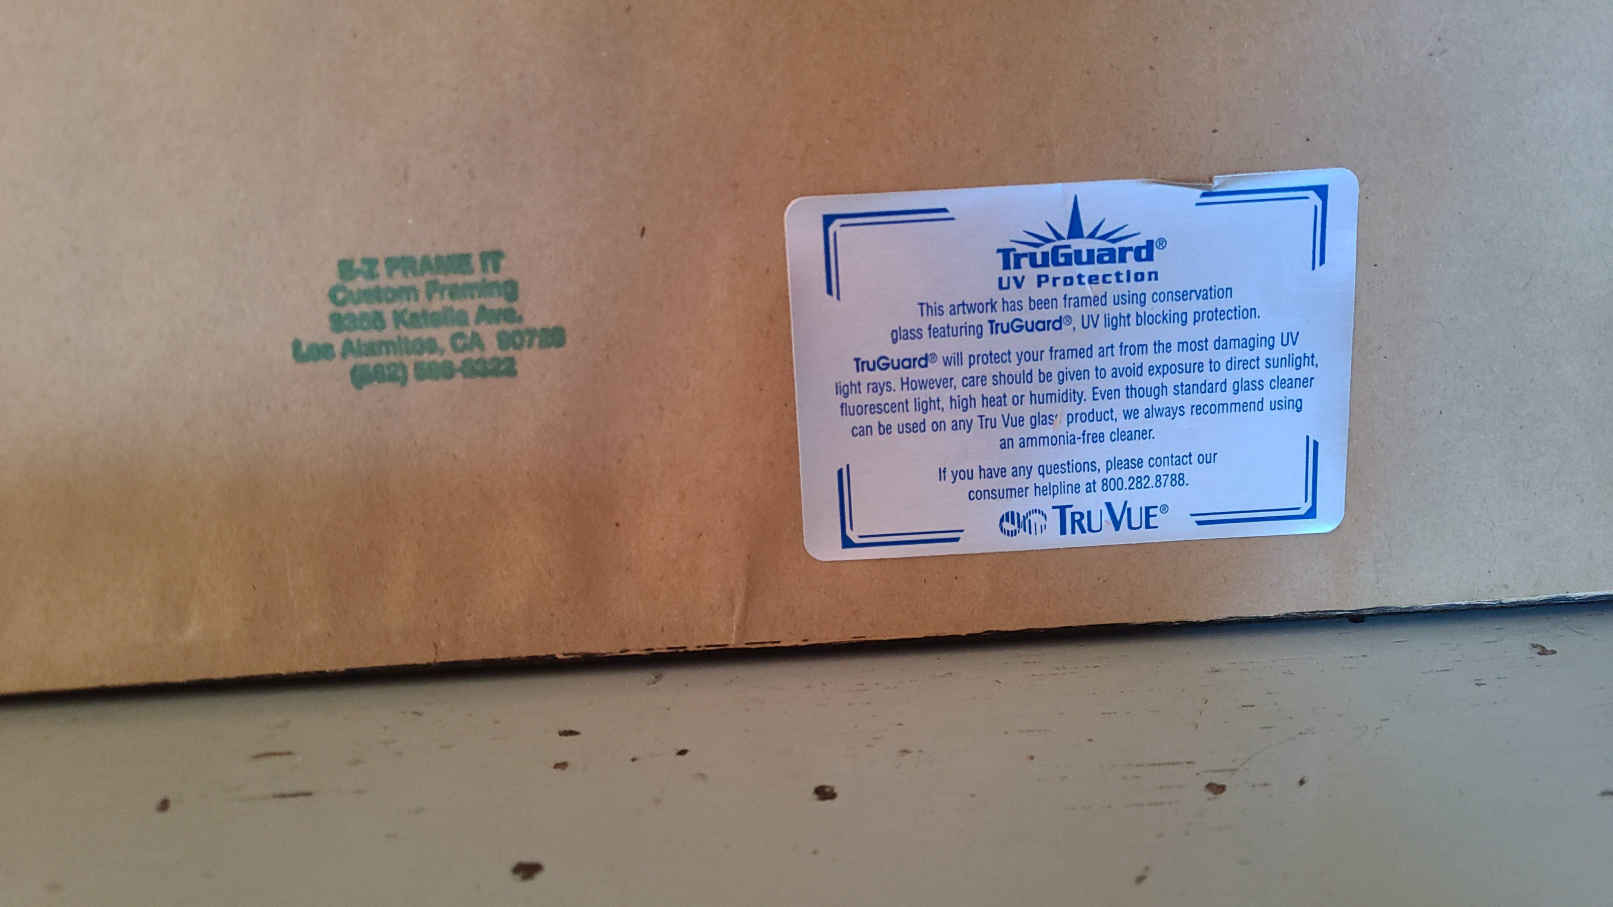 E-Z FRAME IT
Custom Framing
Katella Ave.
Los Alamitos, CA 90720
(562)
TruGuard®
UV Protection
This artwork has been framed using conservation
glass featuring TruGuard®, UV light blocking protection.
TruGuard® will protect your framed art from the most damaging UV
light rays. However, care should be given to avoid exposure to direct sunlight,
fluorescent light, high heat or humidity. Even though standard glass cleaner
can be used on any Tru Vue glass product, we always recommend using
an ammonia-free cleaner.
If you have any questions, please contact our
consumer helpline at 800.282.8788.
TRU VUE®